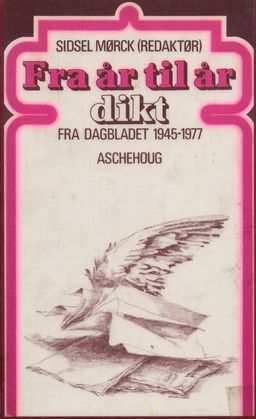 SIDSEL MØRCK (REDAKTØR)
Fra år til år
dikt
FRA DAGBLADET 1945-1977
ASCHEHOUG